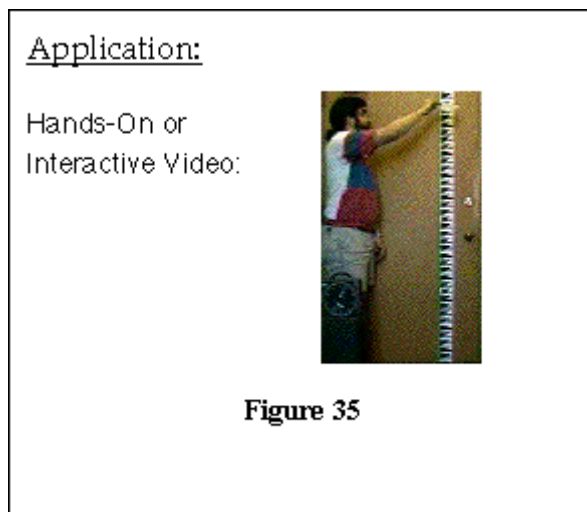 Application:
Hands-On or
Interactive Video:
Figure 35